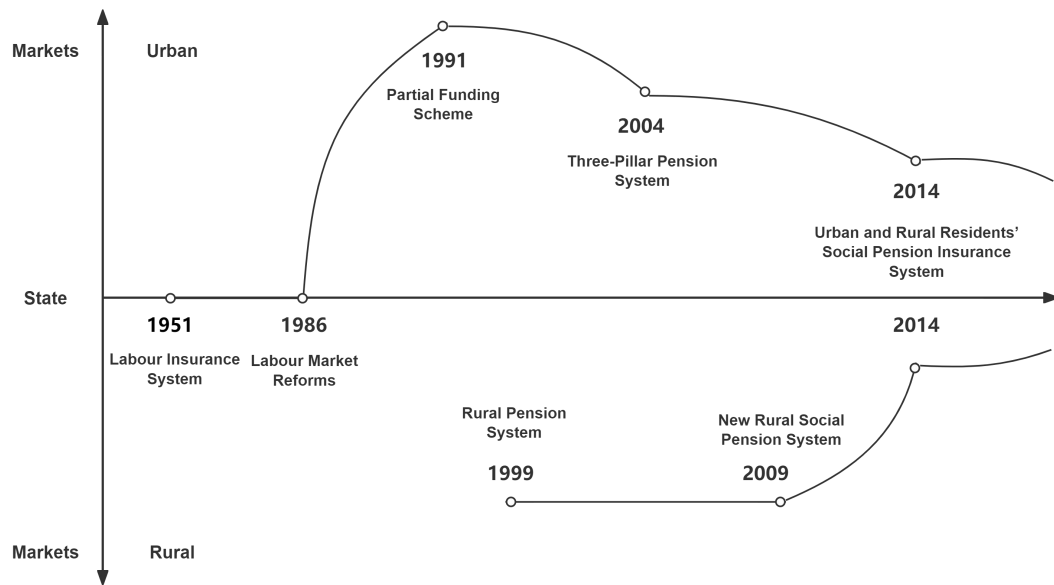 Markets
Urban
1991
Partial Funding
Scheme
2004
Three-Pillar Pension
System
2014
Urban and Rural Residents’
Social Pension Insurance
System
State
1951
Labour Insurance
System
1986
Labour Market
Reforms
2014
Rural Pension
System
1999
New Rural Social
Pension System
2009
Markets
Rural